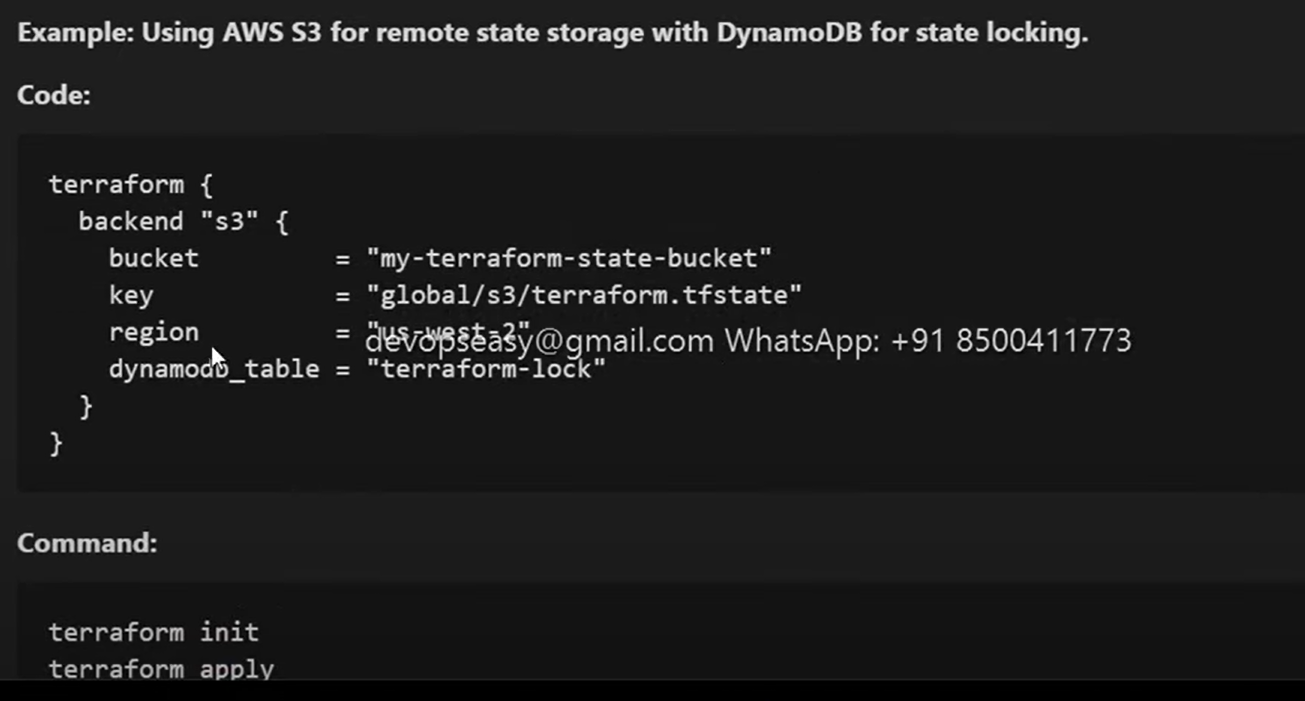 Example: Using AWS S3 for remote state storage with DynamoDB for state locking.
Code:
terraform {
  backend "s3" {
    bucket         = "my-terraform-state-bucket"
    key            = "global/s3/terraform.tfstate"
    region         = "us-west-2"
devopseasy@gmail.com WhatsApp: +91 8500411773
    dynamodb_table = "terraform-lock"
  }
}
Command:
terraform init
terraform apply